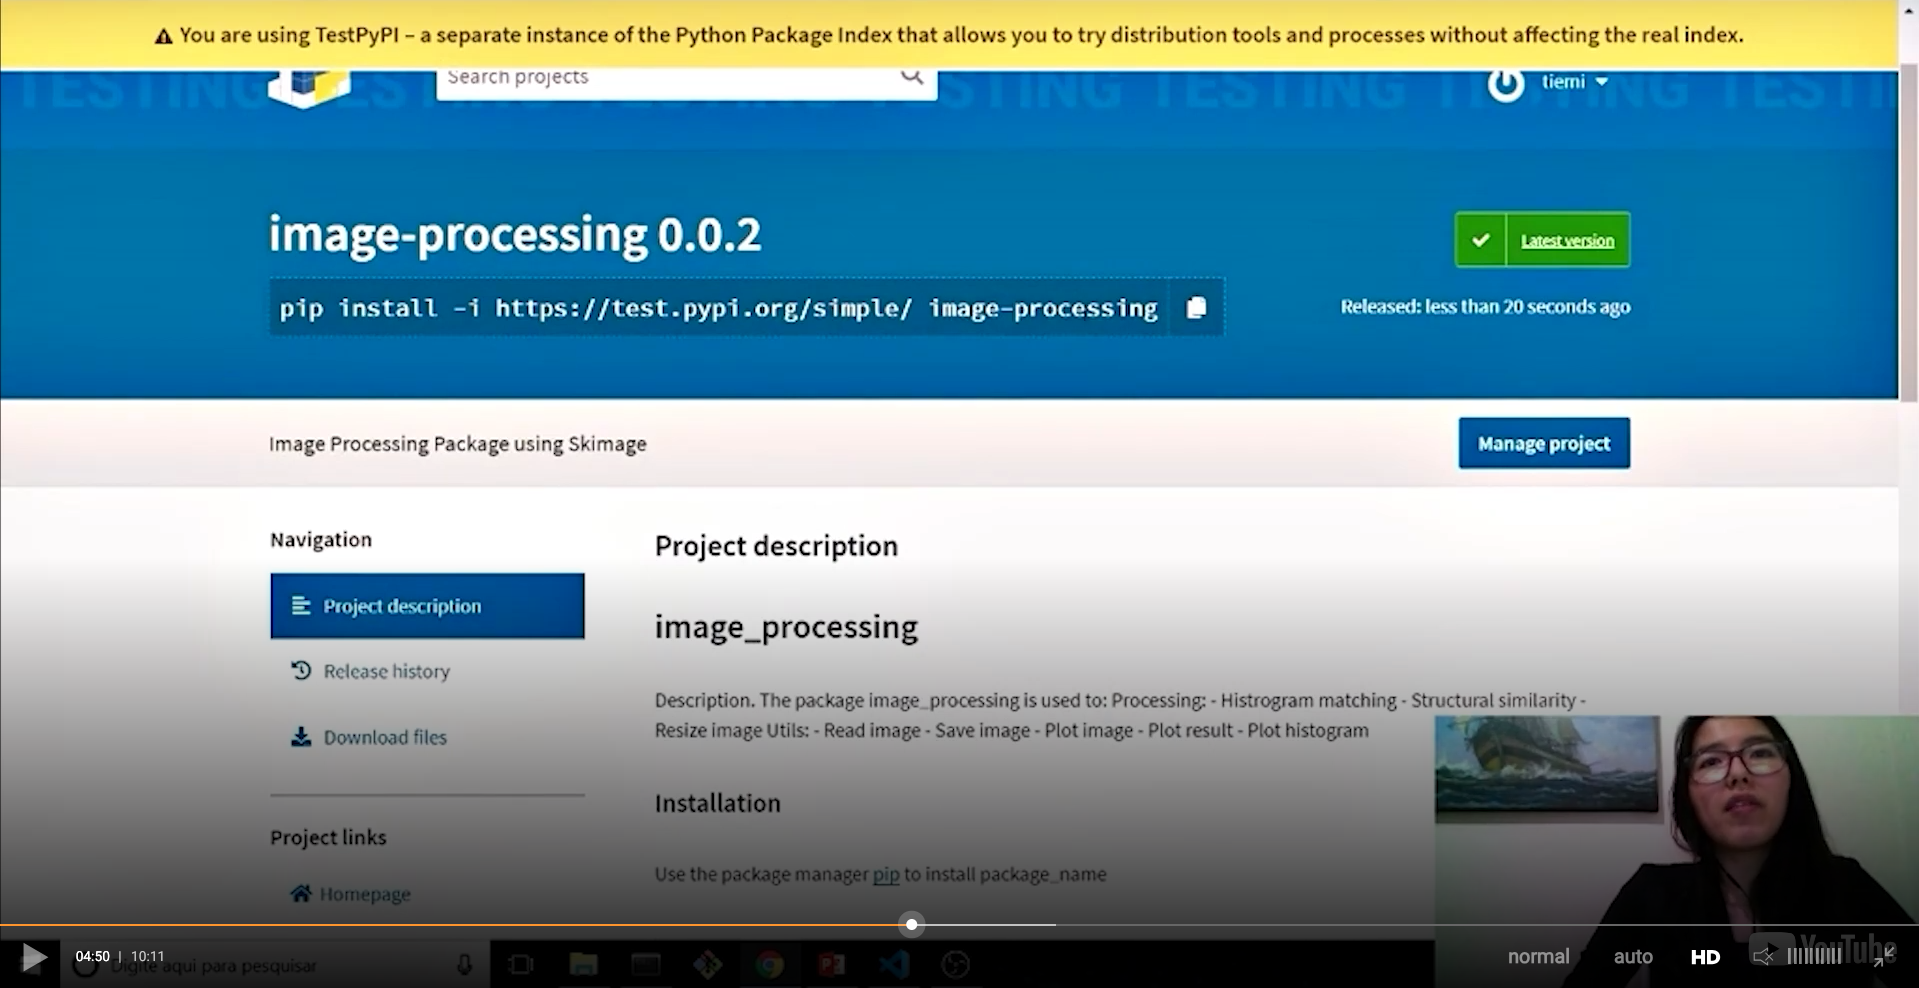 You are using TestPyPI – a separate instance of the Python Package Index that allows you to try distribution tools and processes without affecting the real index.
TESTING TESTING TESTING TESTING TESTI
Search projects
tiemi
image-processing 0.0.2
Latest version
pip install -i https://test.pypi.org/simple/ image-processing
Released: less than 20 seconds ago
Image Processing Package using Skimage
Manage project
Navigation
Project description
Release history
Download files
Project links
Homepage
Project description
image_processing
Description. The package image_processing is used to: Processing: - Histrogram matching - Structural similarity -
Resize image Utils: - Read image - Save image - Plot image - Plot result - Plot histogram
Installation
Use the package manager pip to install package_name
04:50 | 10:11
Digite aqui para pesquisar
normal
auto
HD
YouTube